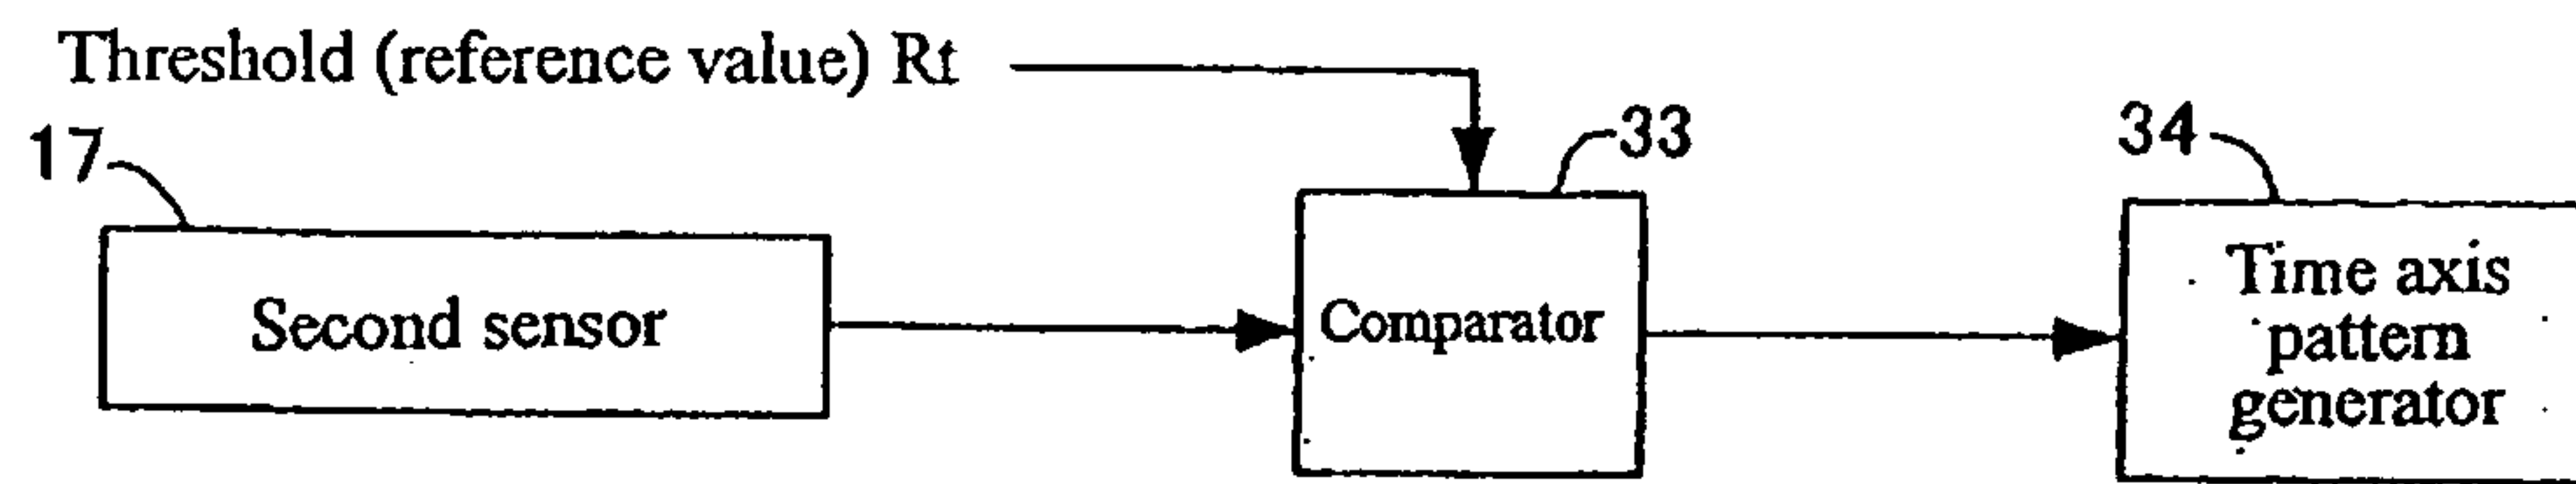 Threshold (reference value) Rt
17
33
34
Second sensor
Comparator
Time axis
pattern
generator